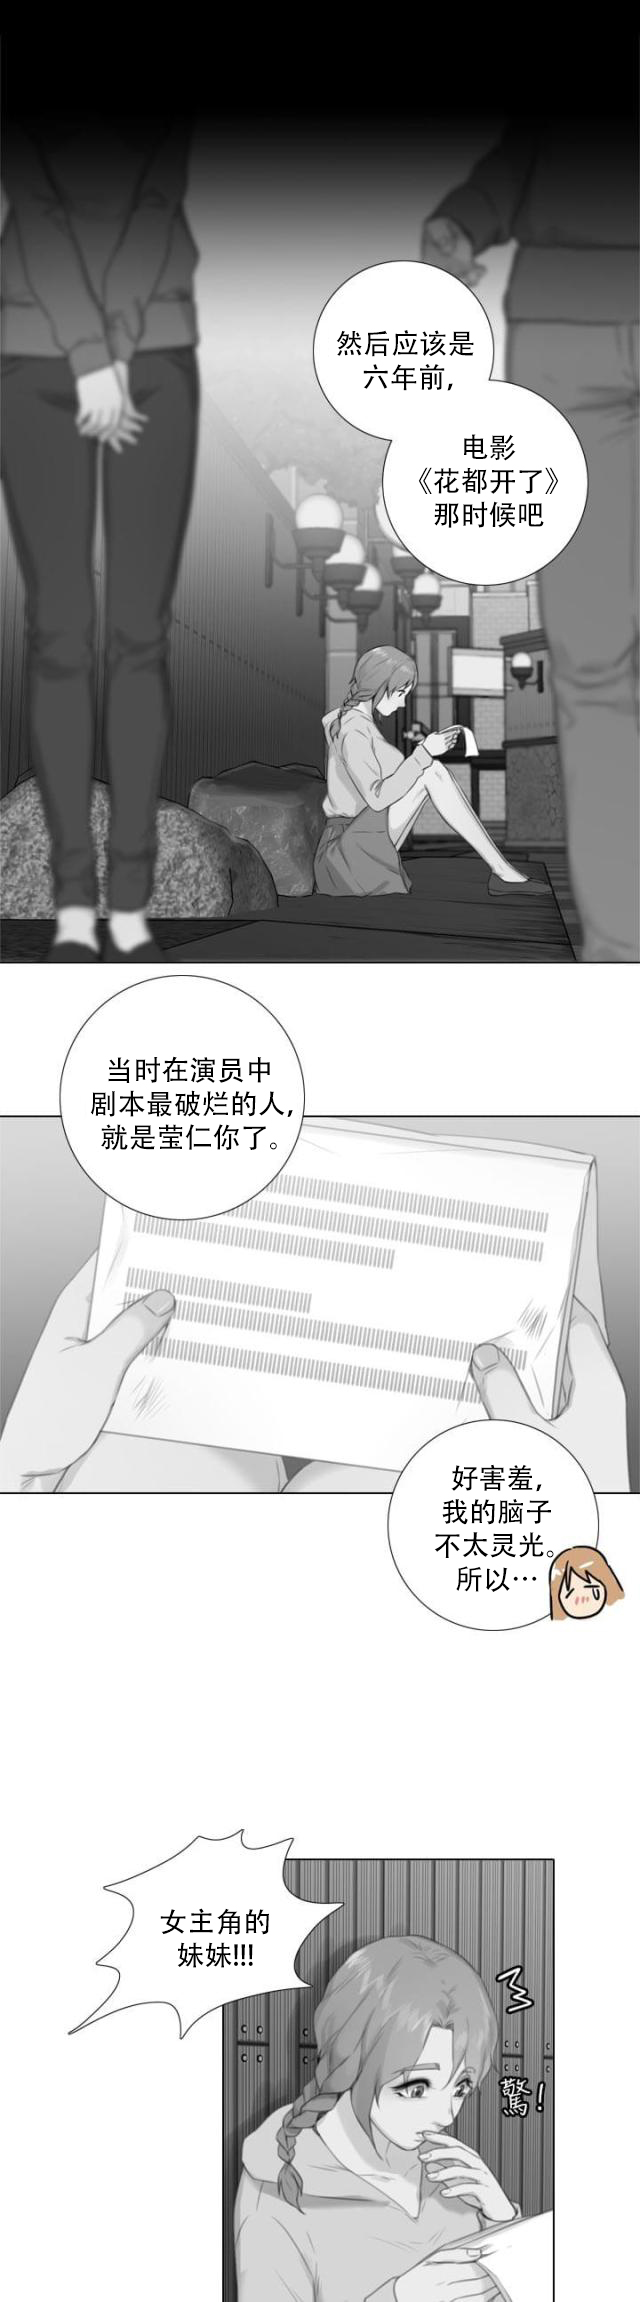 然后应该是
六年前,
电影
《花都开了》
那时候吧
当时在演员中
剧本最破烂的人,
就是莹仁你了。
好害羞,
我的脑子
不太灵光。
所以…
女主角的
妹妹!!!
驚!